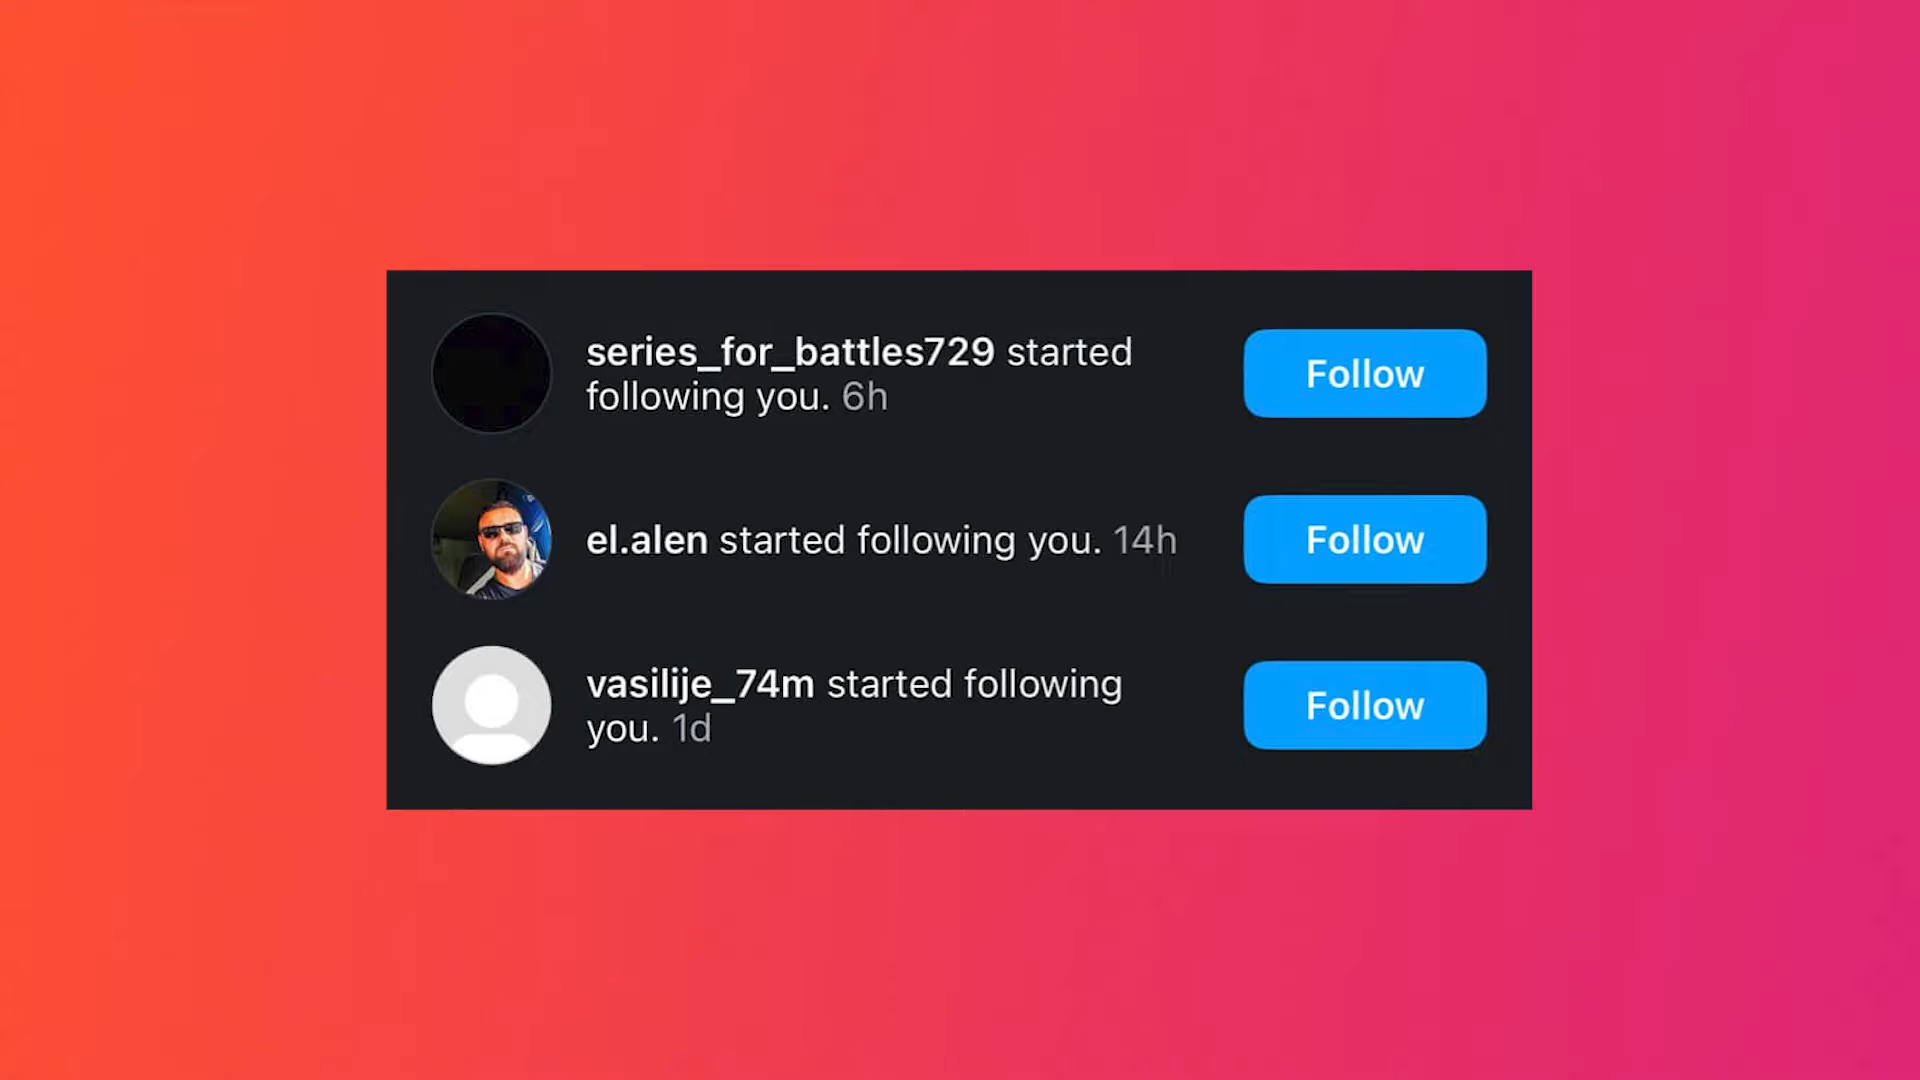 series_for_battles729 started
following you. 6h
Follow
el.alen started following you. 14h
Follow
vasilije_74m started following
you. 1d
Follow